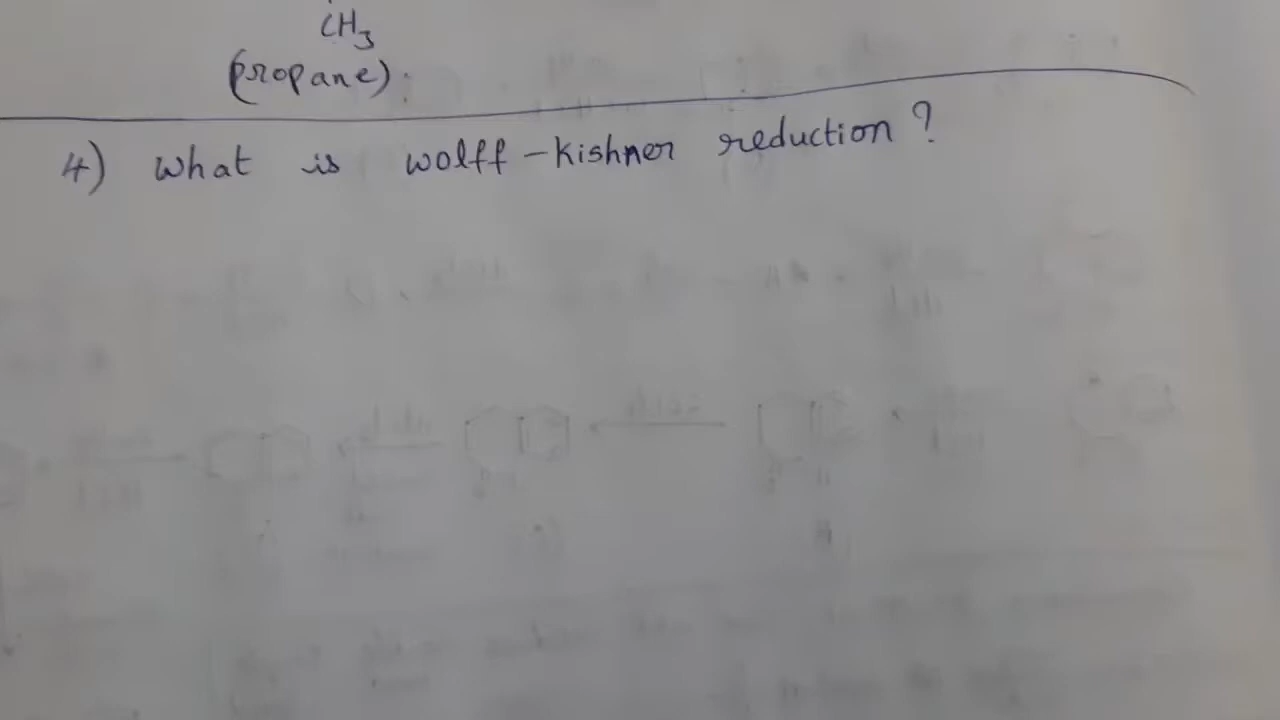 CH3
(propane).
4) what is wolff-kishner reduction?